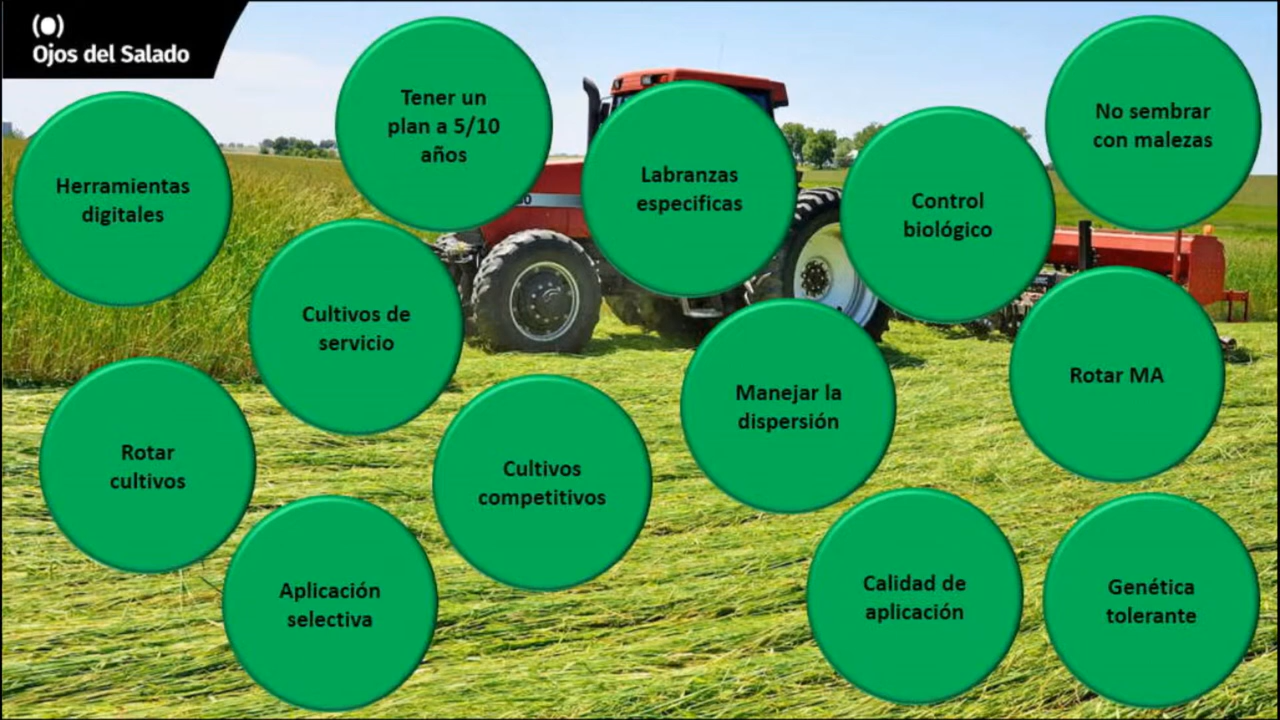 (●)
Ojos del Salado
Tener un
plan a 5/10
años
No sembrar
con malezas
Herramientas
digitales
Labranzas
especificas
Control
biológico
Cultivos de
servicio
Manejar la
dispersión
Rotar MA
Rotar
cultivos
Cultivos
competitivos
Aplicación
selectiva
Calidad de
aplicación
Genética
tolerante